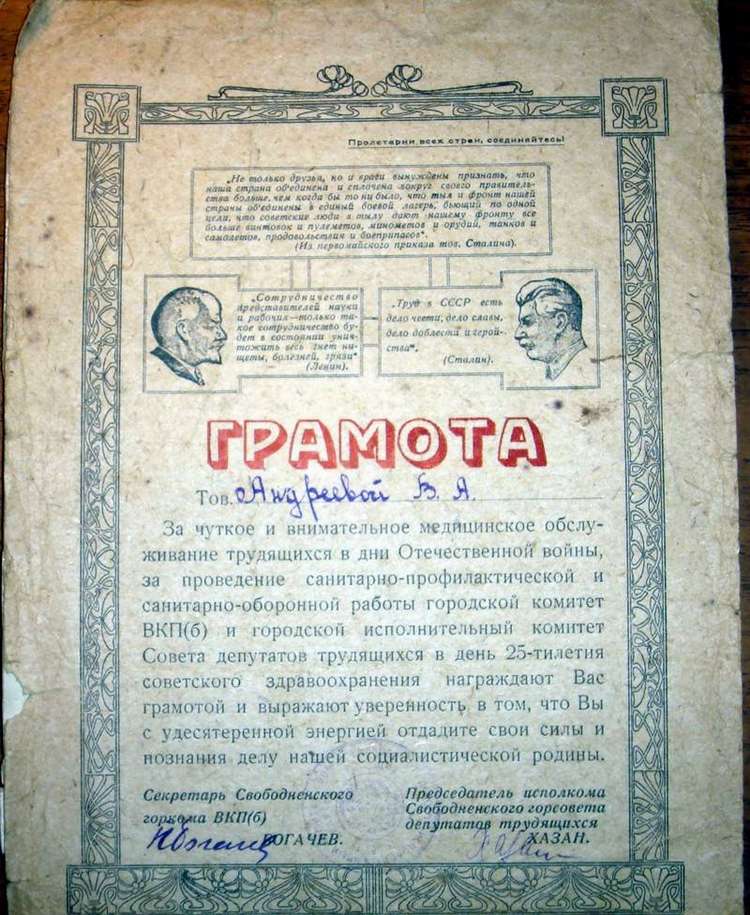 Пролетарии всех стран, соединяйтесь!
„Не только друзья, но и враги вынуждены признать, что
наша страна об'единена и сплочена вокруг своего правитель-
ства больше, чем когда бы то ни было, что тыл и фронт нашей
страны об'единены в единый боевой лагерь, бьющий по одной
цели, что советские люди в тылу дают нашему фронту все
больше винтовок и пулеметов, минометов и орудий, танков и
самолетов, продовольствия и боеприпасов".
(Из первомайского приказа тов. Сталина).
„Сотрудничество
представителей науки
и рабочих—только та-
кое сотрудничество бу-
дет в состоянии унич-
тожить весь гнет ни-
щеты, болезней, грязи"
(Ленин).
„Труд в СССР есть
дело чести, дело славы,
дело доблести и герой-
ства".
(Сталин).
ГРАМОТА
Тов. Андреевой В. А.
За чуткое и внимательное медицинское обслу-
живание трудящихся в дни Отечественной войны,
за проведение санитарно-профилактической и
санитарно-оборонной работы городской комитет
ВКП(б) и городской исполнительный комитет
Совета депутатов трудящихся в день 25-тилетия
советского здравоохранения награждают Вас
грамотой и выражают уверенность в том, что Вы
с удесятеренной энергией отдадите свои силы и
познания делу нашей социалистической родины.
Секретарь Свободненского
горкома ВКП(б)
БОГАЧЕВ.
Председатель исполкома
Свободненского горсовета
депутатов трудящихся
ХАЗАН.